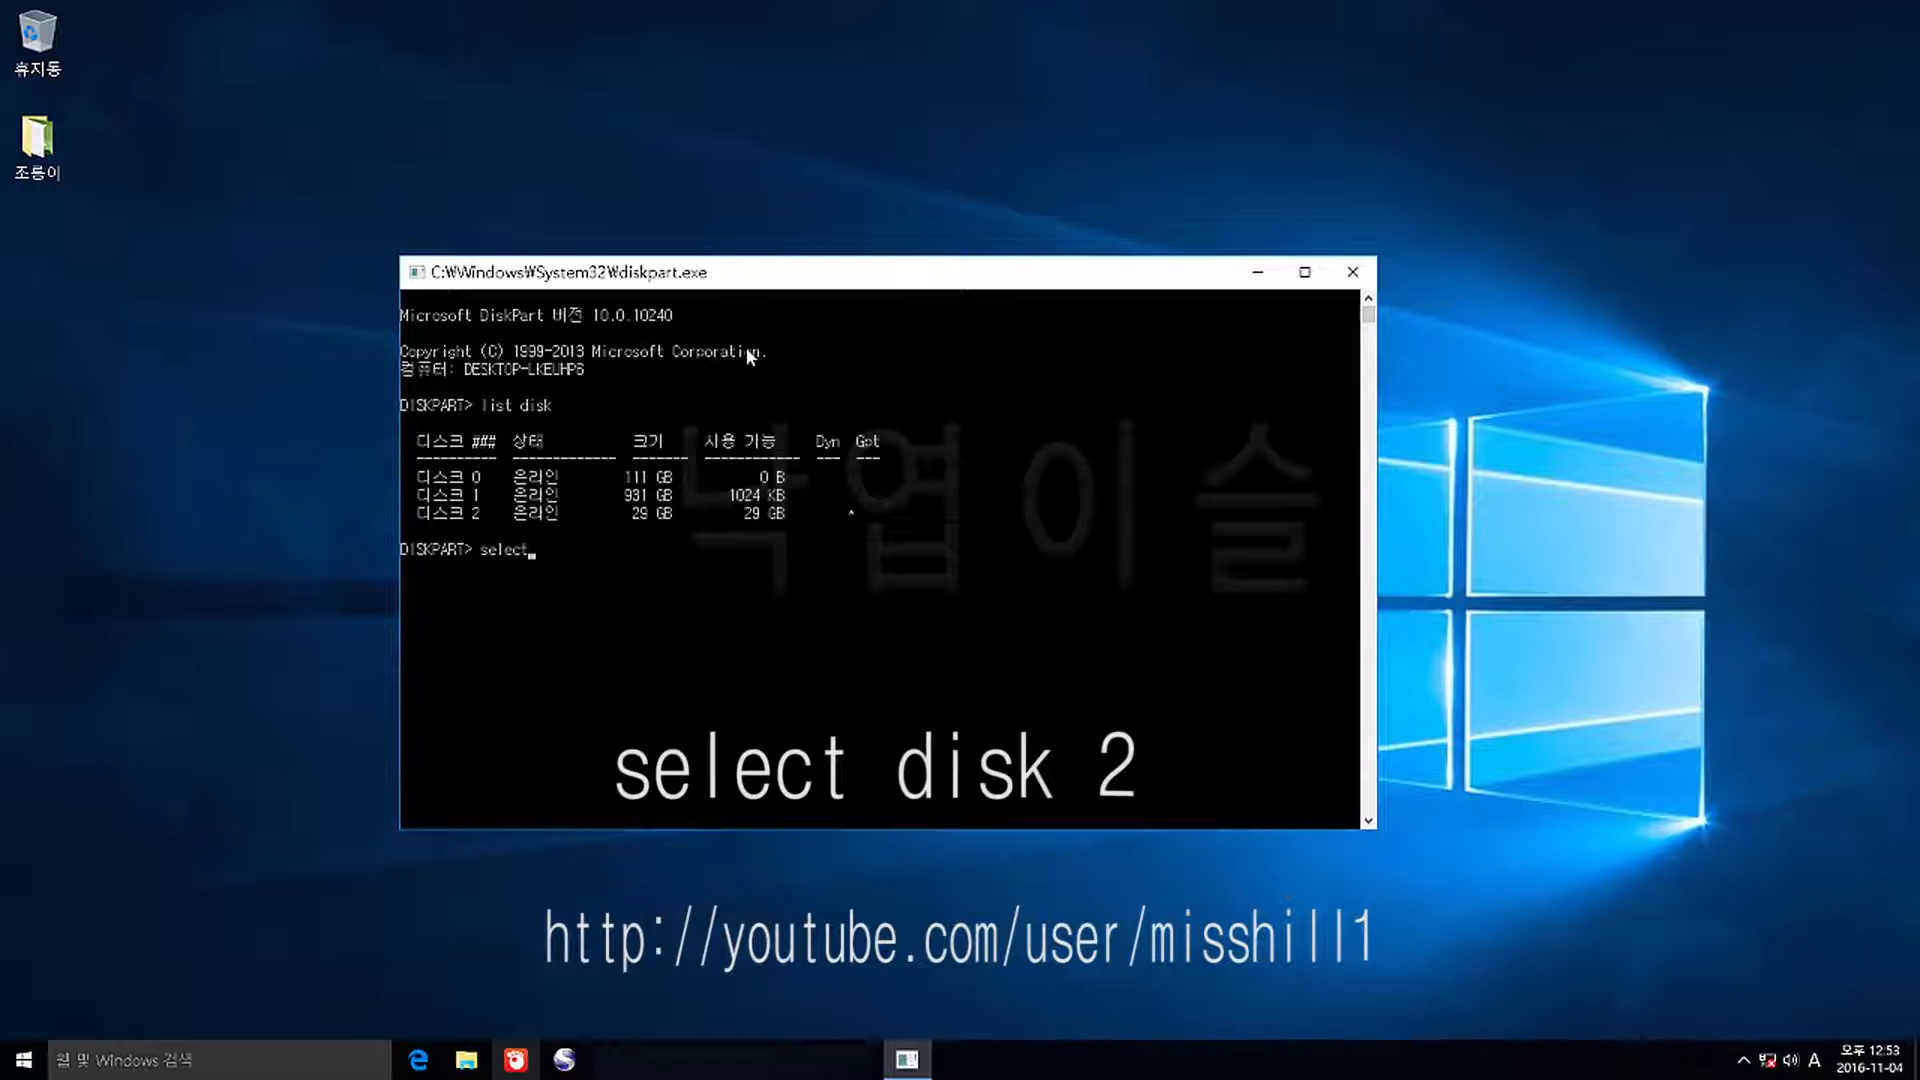 휴지통
조롱이
C:₩Windows₩System32₩diskpart.exe
Microsoft DiskPart 버전 10.0.10240
Copyright (C) 1999-2013 Microsoft Corporation.
컴퓨터: DESKTOP-LKEUHP6
DISKPART> list disk
디스크 ### 상태 크기 사용 가능 Dyn Gpt
---------- ------------- ------- ------------ --- ---
디스크 0 온라인 111 GB 0 B
디스크 1 온라인 931 GB 1024 KB
디스크 2 온라인 29 GB 29 GB
DISKPART> select_
낙엽이슬
select disk 2
http://youtube.com/user/misshill1
웹 및 Windows 검색
A
오후 12:53
2016-11-04